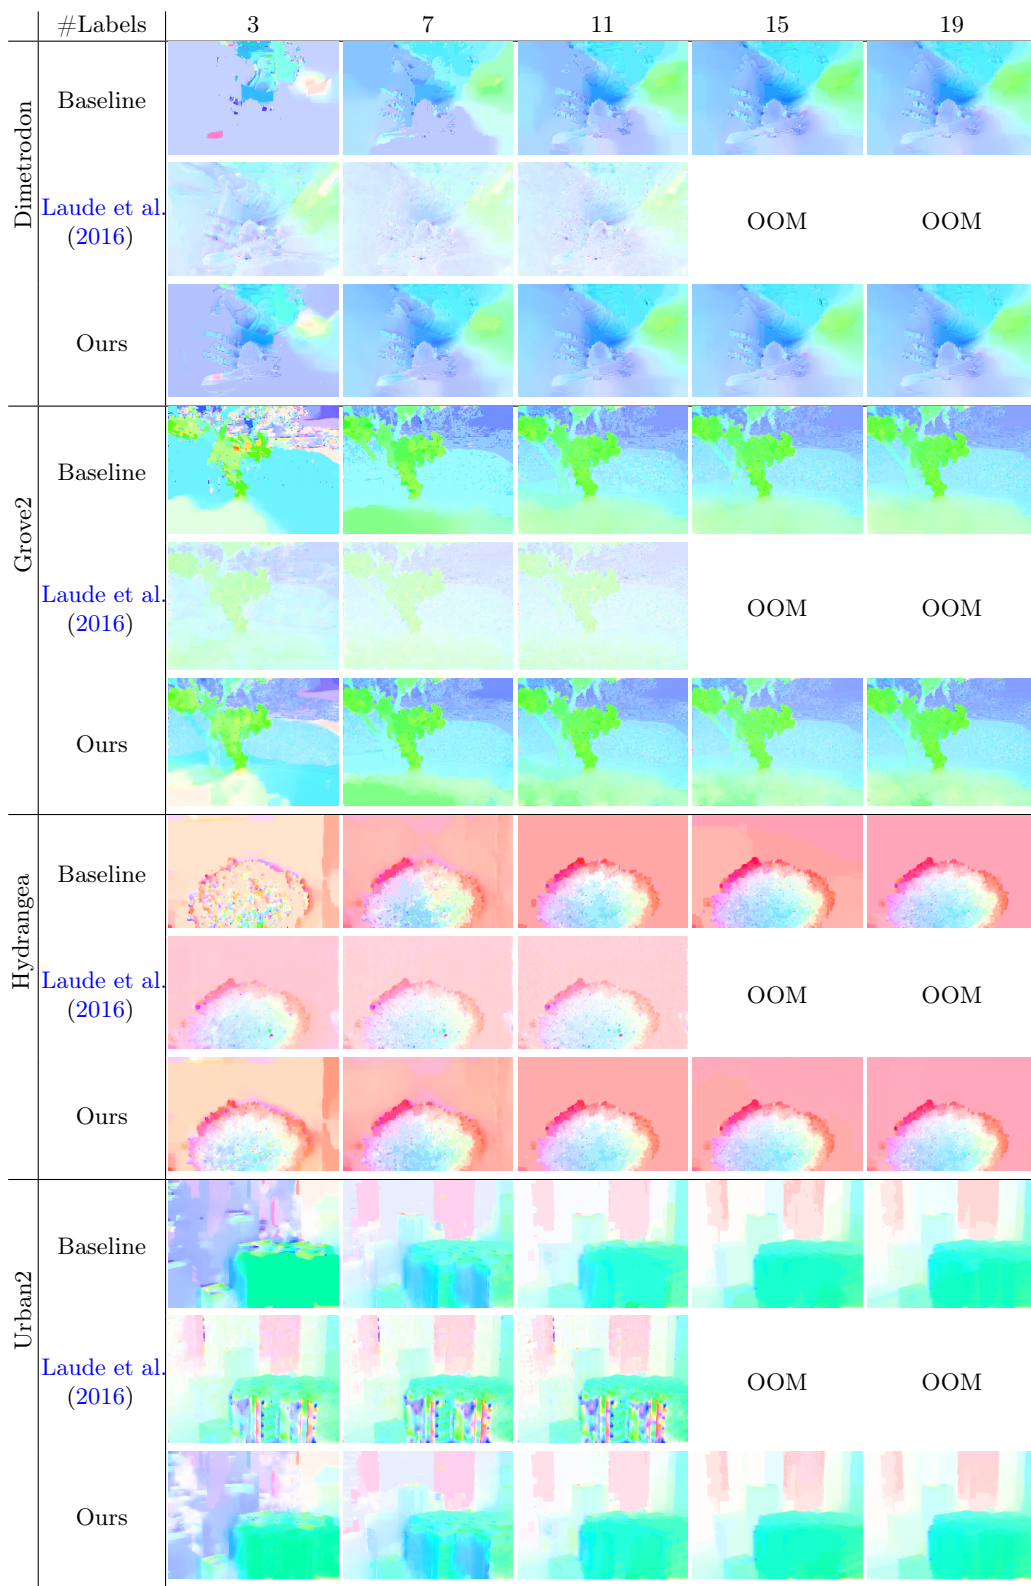 #Labels 3 7 11 15 19
Dimetrodon
Baseline
Laude et al.
(2016)
OOM OOM
Ours
Grove2
Baseline
Laude et al.
(2016)
OOM OOM
Ours
Hydrangea
Baseline
Laude et al.
(2016)
OOM OOM
Ours
Urban2
Baseline
Laude et al.
(2016)
OOM OOM
Ours